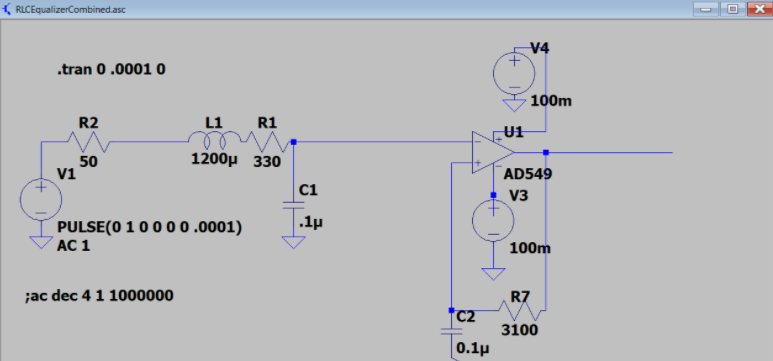 RLCEqualizerCombined.asc
.tran 0 .0001 0
V4
100m
R2
50
L1
1200µ
R1
330
U1
AD549
V1
PULSE(0 1 0 0 0 0 .0001)
AC 1
C1
.1µ
V3
100m
;ac dec 4 1 1000000
R7
3100
C2
0.1µ